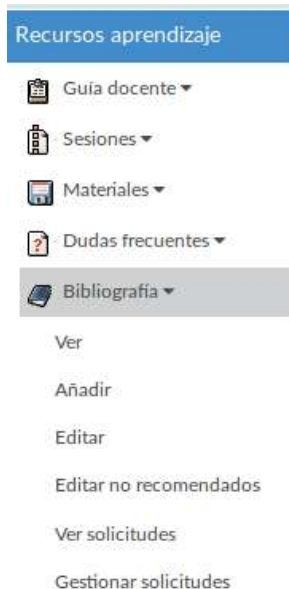 Recursos aprendizaje
Guía docente
Sesiones
Materiales
Dudas frecuentes
Bibliografía
Ver
Añadir
Editar
Editar no recomendados
Ver solicitudes
Gestionar solicitudes